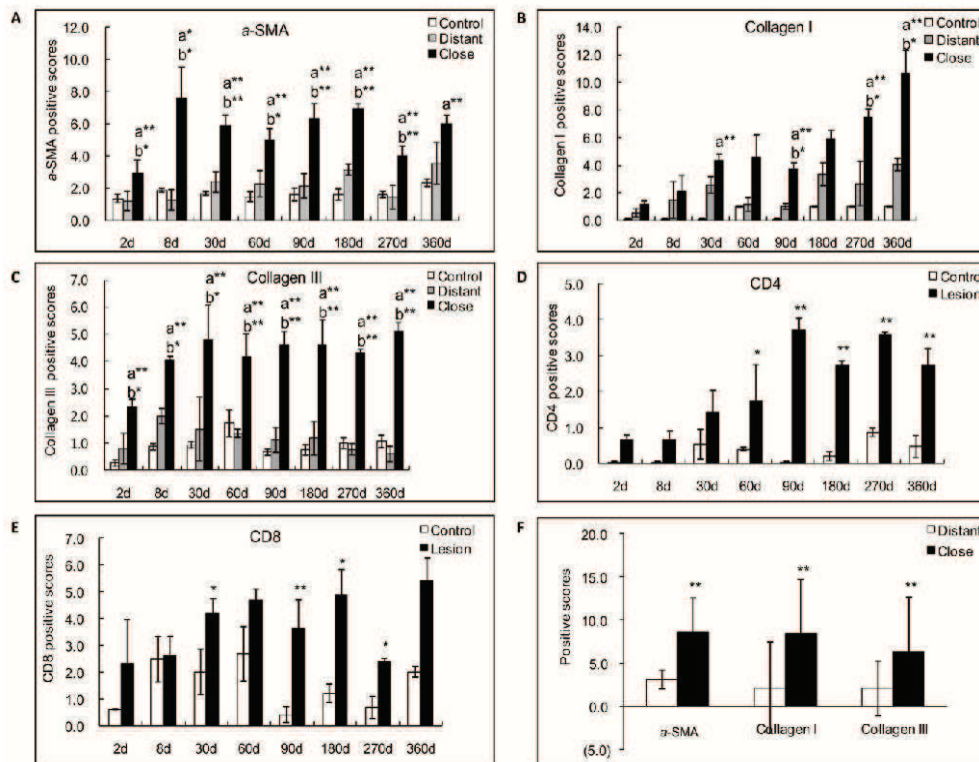 A
a-SMA
Control
Distant
Close
a-SMA positive scores
12.0
10.0
8.0
6.0
4.0
2.0
0.0
a**
b*
a*
b*
a**
b**
a**
b*
a**
b**
a**
b**
a**
b**
a**
2d 8d 30d 60d 90d 180d 270d 360d
B
Collagen I
Control
Distant
Close
Collagen I positive scores
14.0
12.0
10.0
8.0
6.0
4.0
2.0
0.0
a**
a**
b*
a**
b*
a**
b*
2d 8d 30d 60d 90d 180d 270d 360d
C
Collagen III
Control
Distant
Close
Collagen III positive scores
7.0
6.0
5.0
4.0
3.0
2.0
1.0
0.0
a**
b*
a**
b*
a**
b*
a**
b**
a**
b**
a**
b**
a**
b**
a**
b**
2d 8d 30d 60d 90d 180d 270d 360d
D
CD4
Control
Lesion
CD4 positive scores
5.0
4.0
3.0
2.0
1.0
0.0
* ** ** ** **
2d 8d 30d 60d 90d 180d 270d 360d
E
CD8
Control
Lesion
CD8 positive scores
7.0
6.0
5.0
4.0
3.0
2.0
1.0
0.0
* ** * *
2d 8d 30d 60d 90d 180d 270d 360d
F
Distant
Close
Positive scores
20.0
15.0
10.0
5.0
0.0
(5.0)
** ** **
a-SMA Collagen I Collagen III